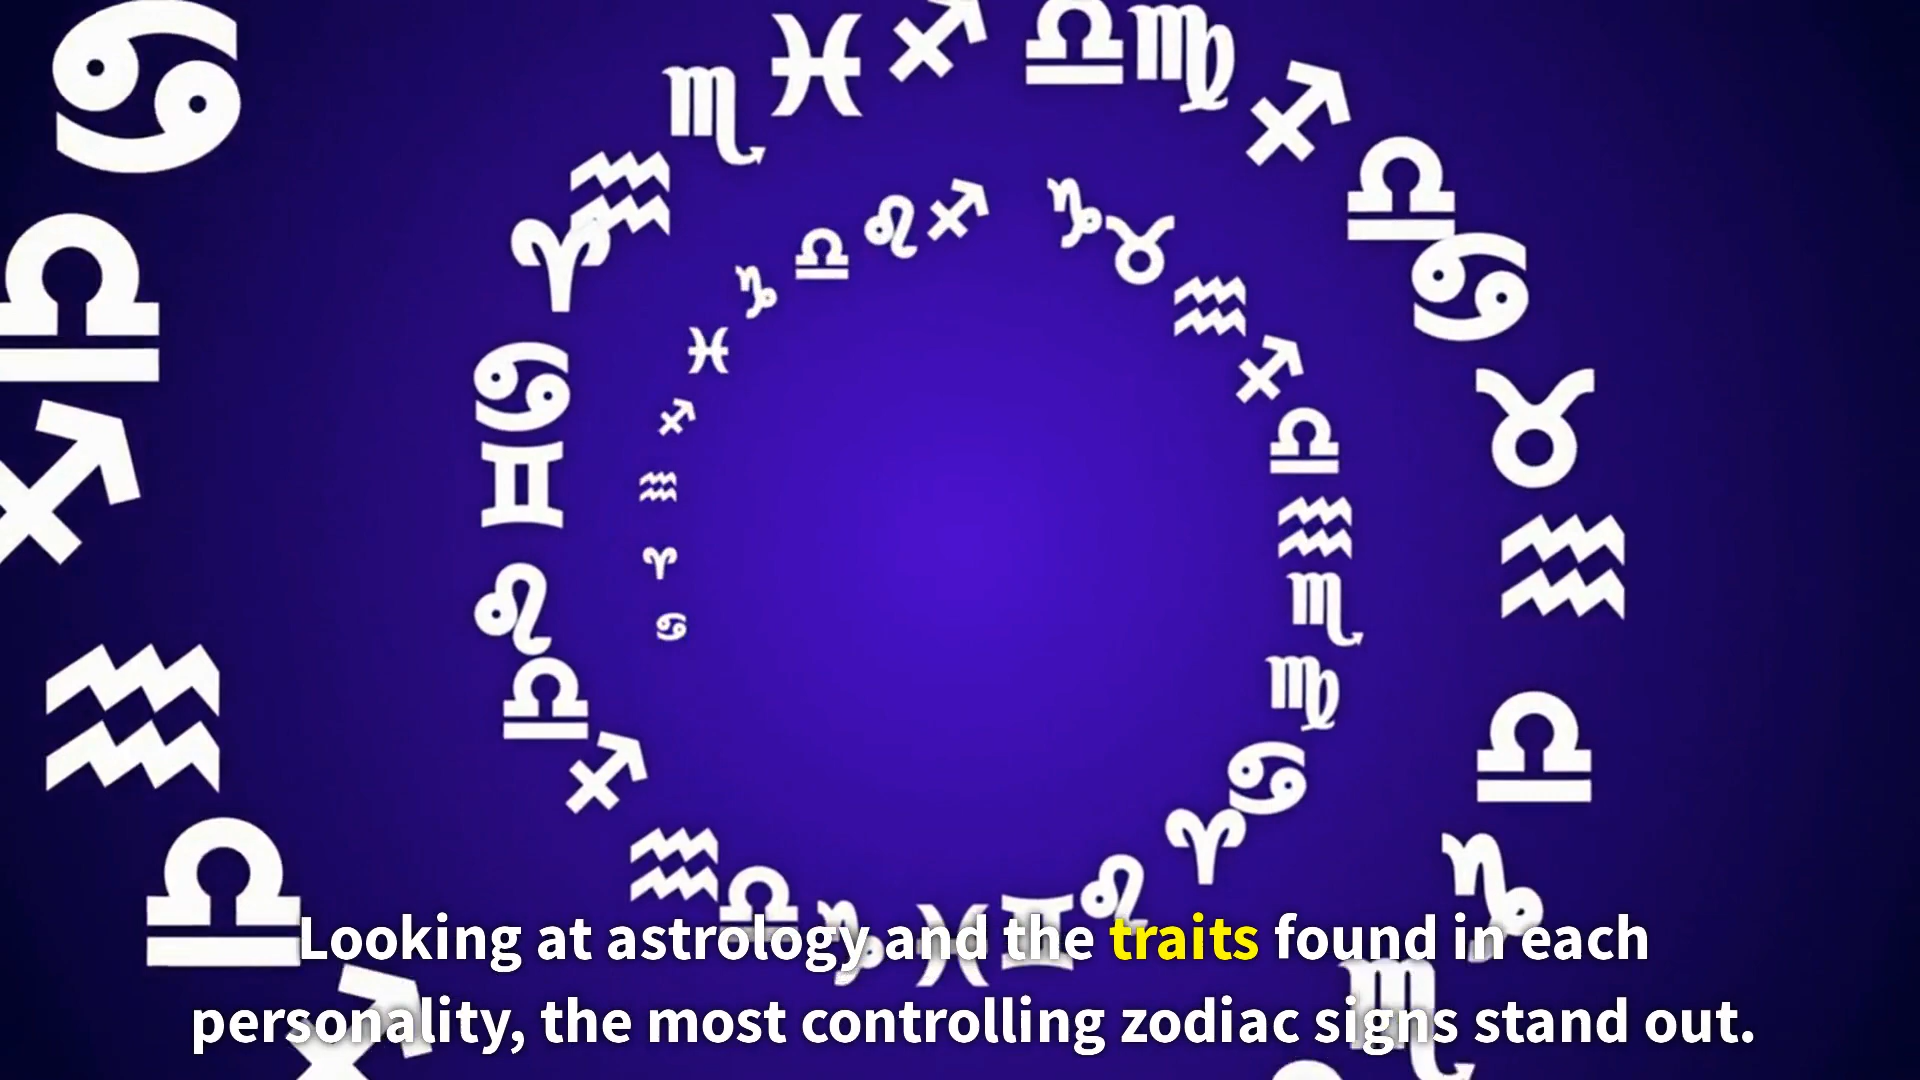 Looking at astrology and the traits found in each
personality, the most controlling zodiac signs stand out.